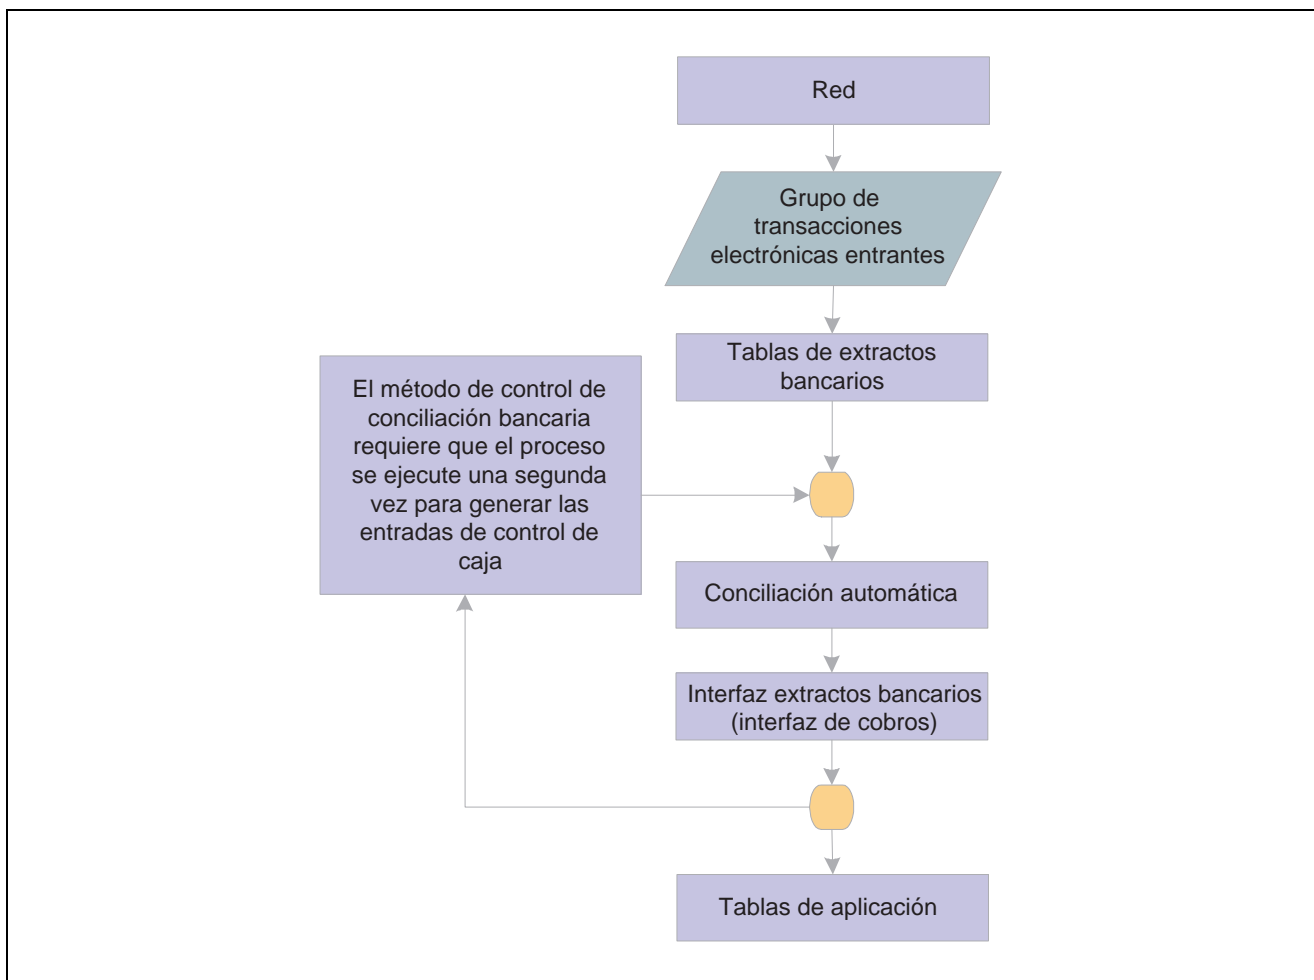 Red
Grupo de
transacciones
electrónicas entrantes
Tablas de extractos
bancarios
El método de control de
conciliación bancaria
requiere que el proceso
se ejecute una segunda
vez para generar las
entradas de control de
caja
Conciliación automática
Interfaz extractos bancarios
(interfaz de cobros)
Tablas de aplicación